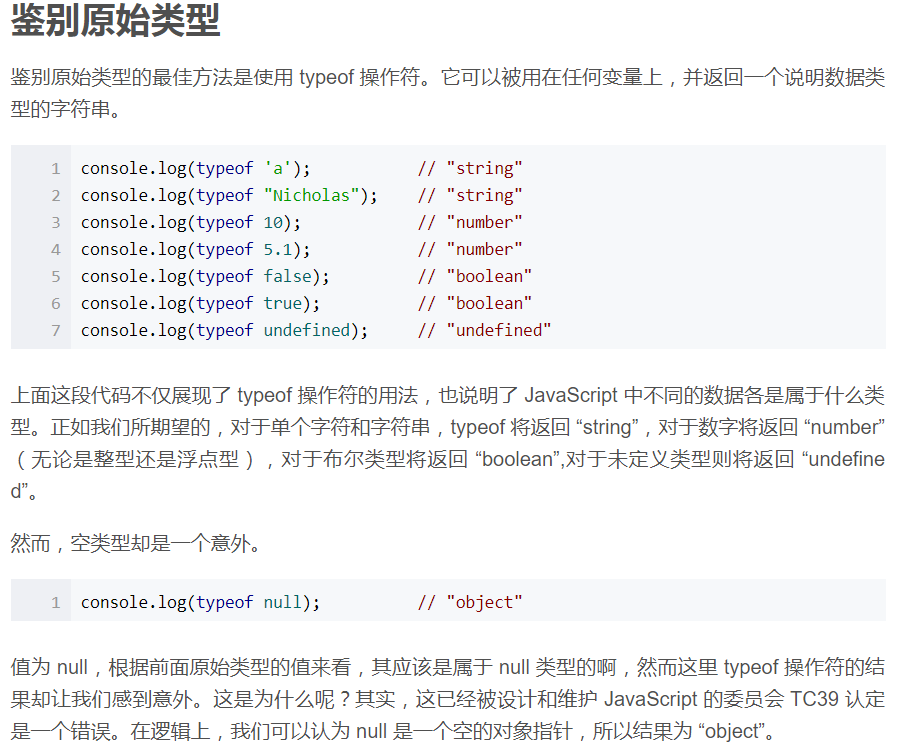 鉴别原始类型
鉴别原始类型的最佳方法是使用 typeof 操作符。它可以被用在任何变量上，并返回一个说明数据类
型的字符串。
1 console.log(typeof 'a'); // "string"
2 console.log(typeof "Nicholas"); // "string"
3 console.log(typeof 10); // "number"
4 console.log(typeof 5.1); // "number"
5 console.log(typeof false); // "boolean"
6 console.log(typeof true); // "boolean"
7 console.log(typeof undefined); // "undefined"
上面这段代码不仅展现了 typeof 操作符的用法，也说明了 JavaScript 中不同的数据各是属于什么类
型。正如我们所期望的，对于单个字符和字符串，typeof 将返回 “string”，对于数字将返回 “number”
（无论是整型还是浮点型），对于布尔类型将返回 “boolean”,对于未定义类型则将返回 “undefine
d”。
然而，空类型却是一个意外。
1 console.log(typeof null); // "object"
值为 null，根据前面原始类型的值来看，其应该是属于 null 类型的啊，然而这里 typeof 操作符的结
果却让我们感到意外。这是为什么呢？其实，这已经被设计和维护 JavaScript 的委员会 TC39 认定
是一个错误。在逻辑上，我们可以认为 null 是一个空的对象指针，所以结果为 “object”。